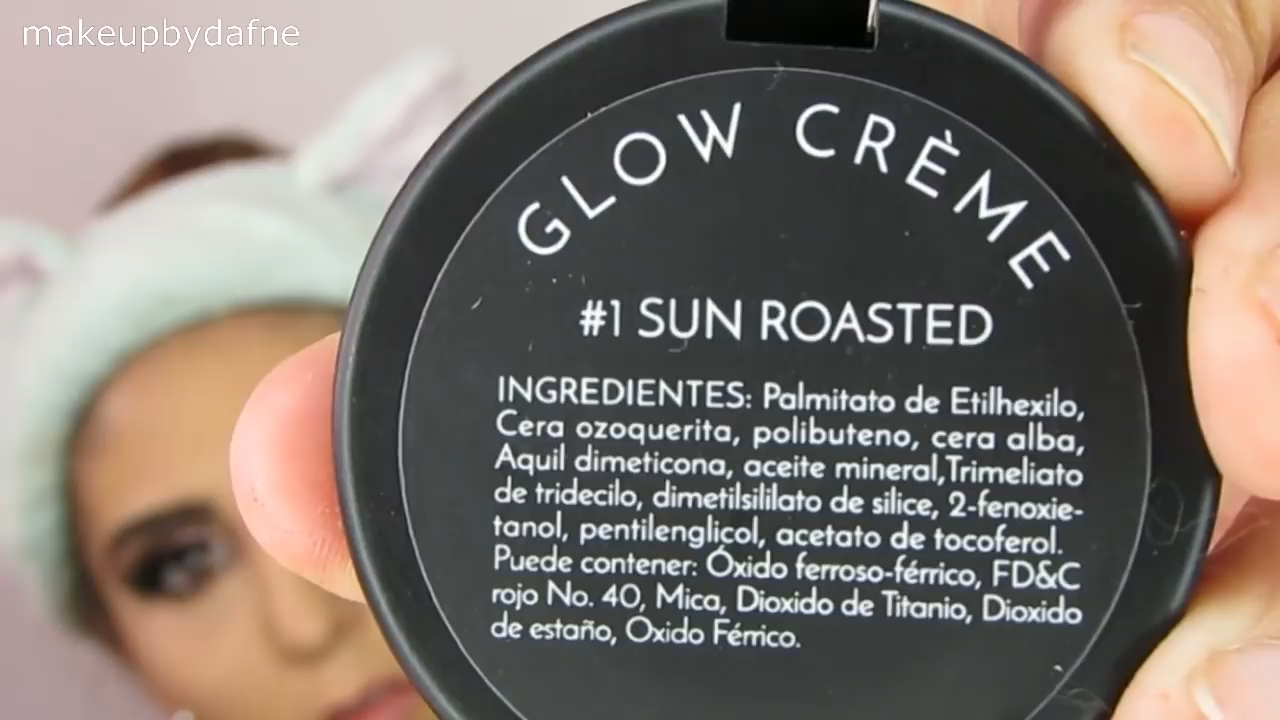 makeupbydafne
GLOW CRÈME
#1 SUN ROASTED
INGREDIENTES: Palmitato de Etilhexilo,
Cera ozoquerita, polibuteno, cera alba,
Aquil dimeticona, aceite mineral,Trimeliato
de tridecilo, dimetilsililato de silice, 2-fenoxie-
tanol, pentilenglicol, acetato de tocoferol.
Puede contener: Óxido ferroso-férrico, FD&C
rojo No. 40, Mica, Dioxido de Titanio, Dioxido
de estaño, Oxido Férrico.